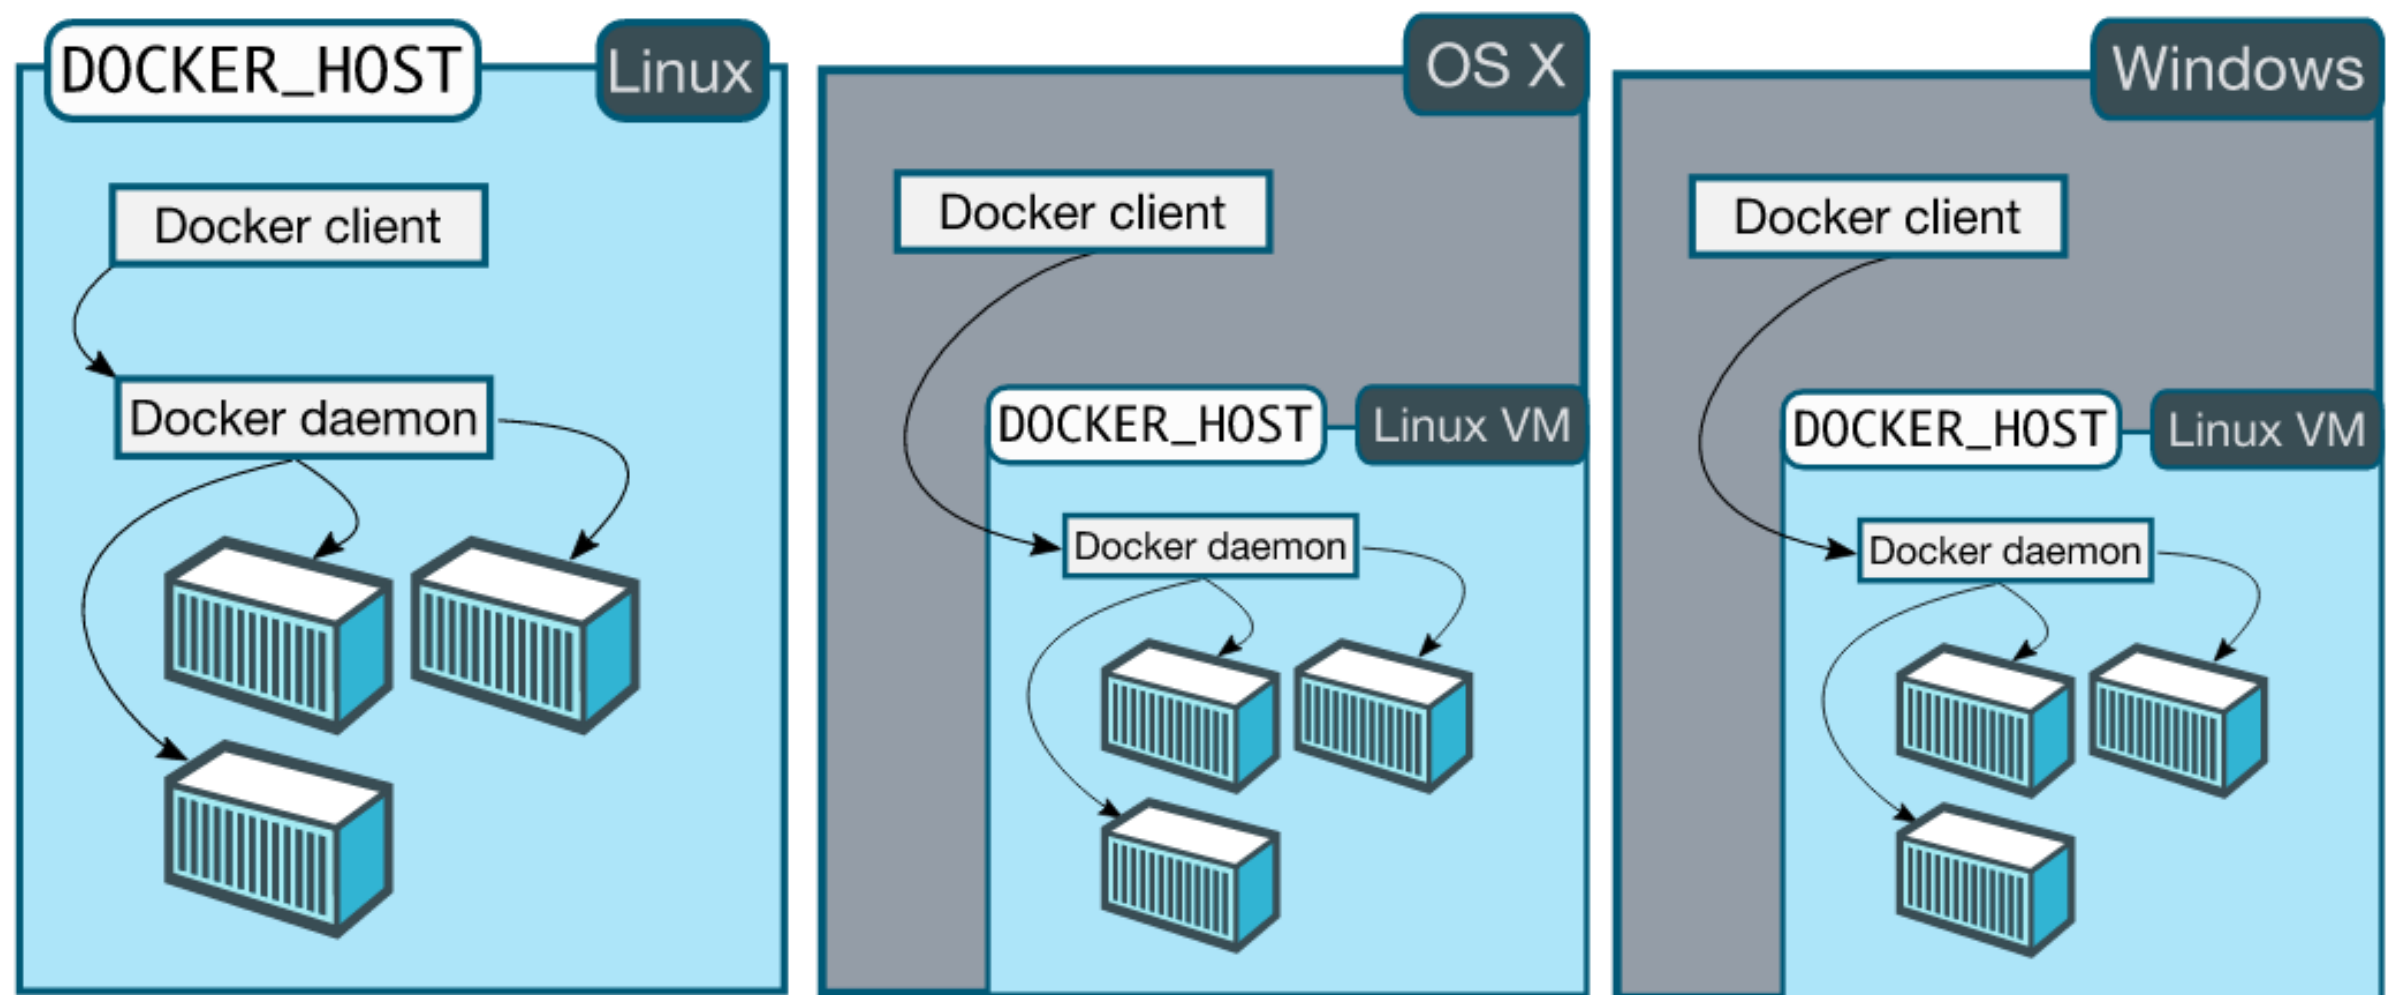 DOCKER_HOST
Linux
Docker client
Docker daemon
OS X
Docker client
DOCKER_HOST
Linux VM
Docker daemon
Windows
Docker client
DOCKER_HOST
Linux VM
Docker daemon